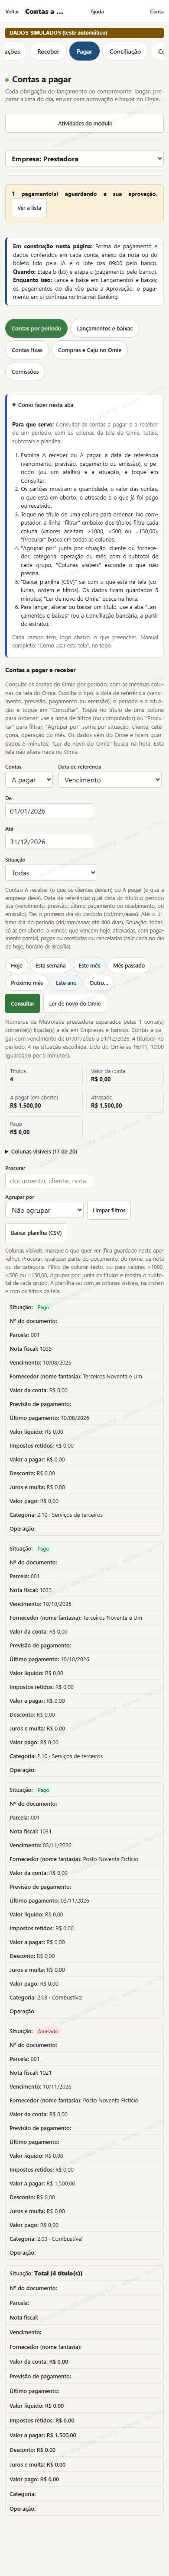 Voltar Contas a ... Ajuda Conta
DADOS SIMULADOS (teste automático)
ações Receber Pagar Conciliação Co
Contas a pagar
Cada obrigação do lançamento ao comprovante: lançar, pre-
parar a lista do dia, enviar para aprovação e baixar no Omie.
Atividades do módulo
Empresa: Prestadora
1 pagamento(s) aguardando a sua aprovação.
Ver a lista
Em construção nesta página: Forma de pagamento e
dados conferidos em cada conta, anexo da nota ou do
boleto lido pela IA e o lote das 09:00 pelo banco.
Quando: Etapa b (b3) e etapa c (pagamento pelo banco).
Enquanto isso: Lance e baixe em Lançamentos e baixas;
os pagamentos do dia vão para a Aprovação; o paga-
mento em si continua no Internet Banking.
Contas por período Lançamentos e baixas
Contas fixas Compras e Caju no Omie
Comissões
Como fazer nesta aba
Para que serve: Consultar as contas a pagar e a receber
de um período, com as colunas da tela do Omie, totais,
subtotais e planilha.
1. Escolha A receber ou A pagar, a data de referência
(vencimento, previsão, pagamento ou emissão), o pe-
ríodo (ou um atalho) e a situação, e toque em
Consultar.
2. Os cartões mostram a quantidade, o valor das contas,
o que está em aberto, o atrasado e o que já foi pago
ou recebido.
3. Toque no título de uma coluna para ordenar. No com-
putador, a linha "filtrar" embaixo dos títulos filtra cada
coluna (valores aceitam >1000, <500 ou =150,00).
"Procurar" busca em todas as colunas.
4. "Agrupar por" junta por situação, cliente ou fornece-
dor, categoria, operação ou mês, com o subtotal de
cada grupo. "Colunas visíveis" esconde o que não
precisa.
5. "Baixar planilha (CSV)" sai com o que está na tela (co-
lunas, ordem e filtros). Os dados ficam guardados 5
minutos; "Ler de novo do Omie" busca na hora.
6. Para lançar, alterar ou baixar um título, use a aba "Lan-
çamentos e baixas" (ou a Conciliação bancária, a partir
do extrato).
Cada campo tem, logo abaixo, o que preencher. Manual
completo: "Como usar esta tela", no topo.
Contas a pagar e receber
Consulte as contas do Omie por período, com as mesmas colu-
nas da tela do Omie. Escolha o tipo, a data de referência (venci-
mento, previsão, pagamento ou emissão), o período e a situa-
ção e toque em "Consultar". Toque no título de uma coluna para
ordenar; use a linha de filtros (no computador) ou "Procurar"
para filtrar; "Agrupar por" soma por situação, cliente, cate-
goria, operação ou mês. Os dados vêm do Omie e ficam guar-
dados 5 minutos; "Ler de novo do Omie" busca na hora. Esta
tela não altera nada no Omie.
Contas Data de referência
A pagar Vencimento
De
01/01/2026
Até
31/12/2026
Situação
Todas
Contas: A receber (o que os clientes devem) ou A pagar (o que a
empresa deve). Data de referência: qual data do título o período
usa (vencimento, previsão, último pagamento ou recebimento, ou
emissão). De: o primeiro dia do período (dd/mm/aaaa). Até: o úl-
timo dia do período (dd/mm/aaaa; até 400 dias). Situação: todas,
só as em aberto, a vencer, que vencem hoje, atrasadas, com paga-
mento parcial, pagas ou recebidas ou canceladas (calculada no dia
de hoje, horário de Brasília).
Hoje Esta semana Este mês Mês passado
Próximo mês Este ano Outro...
Consultar Ler de novo do Omie
Números da Metrolabs prestadora separados pelas 1 conta(s)
corrente(s) ligada(s) a ela em Empresas e bancos. Contas a pa-
gar com vencimento de 01/01/2026 a 31/12/2026: 4 título(s) no
período, 4 na situação escolhida. Lido do Omie às 16/11, 10:00
(guardado por 5 minutos).
Títulos Valor da conta
4 R$ 0,00
A pagar (em aberto) Atrasado
R$ 1.500,00 R$ 1.500,00
Pago
R$ 0,00
Colunas visíveis (17 de 20)
Procurar
documento, cliente, nota.
Agrupar por
Não agrupar Limpar filtros
Baixar planilha (CSV)
Colunas visíveis: marque o que quer ver (fica guardado neste apa-
relho). Procurar: qualquer parte do documento, do nome, da nota
ou da categoria. Filtro de coluna: texto, ou para valores >1000,
<500 ou =150,00. Agrupar por: junta os títulos e mostra o subto-
tal de cada grupo. A planilha sai com as colunas visíveis, na ordem
e com os filtros da tela.
Situação: Pago
Nº do documento:
Parcela: 001
Nota fiscal: 1035
Vencimento: 10/08/2026
Fornecedor (nome fantasia): Terceiros Noventa e Um
Valor da conta: R$ 0,00
Previsão de pagamento:
Último pagamento: 10/08/2026
Valor líquido: R$ 0,00
Impostos retidos: R$ 0,00
Valor a pagar: R$ 0,00
Desconto: R$ 0,00
Juros e multa: R$ 0,00
Valor pago: R$ 0,00
Categoria: 2.10 - Serviços de terceiros
Operação:
Situação: Pago
Nº do documento:
Parcela: 001
Nota fiscal: 1033
Vencimento: 10/10/2026
Fornecedor (nome fantasia): Terceiros Noventa e Um
Valor da conta: R$ 0,00
Previsão de pagamento:
Último pagamento: 10/10/2026
Valor líquido: R$ 0,00
Impostos retidos: R$ 0,00
Valor a pagar: R$ 0,00
Desconto: R$ 0,00
Juros e multa: R$ 0,00
Valor pago: R$ 0,00
Categoria: 2.10 - Serviços de terceiros
Operação:
Situação: Pago
Nº do documento:
Parcela: 001
Nota fiscal: 1031
Vencimento: 03/11/2026
Fornecedor (nome fantasia): Posto Noventa Fictício
Valor da conta: R$ 0,00
Previsão de pagamento:
Último pagamento: 03/11/2026
Valor líquido: R$ 0,00
Impostos retidos: R$ 0,00
Valor a pagar: R$ 0,00
Desconto: R$ 0,00
Juros e multa: R$ 0,00
Valor pago: R$ 0,00
Categoria: 2.03 - Combustível
Operação:
Situação: Atrasado
Nº do documento:
Parcela: 001
Nota fiscal: 1021
Vencimento: 10/11/2026
Fornecedor (nome fantasia): Posto Noventa Fictício
Valor da conta: R$ 0,00
Previsão de pagamento:
Último pagamento:
Valor líquido: R$ 0,00
Impostos retidos: R$ 0,00
Valor a pagar: R$ 1.500,00
Desconto: R$ 0,00
Juros e multa: R$ 0,00
Valor pago: R$ 0,00
Categoria: 2.03 - Combustível
Operação:
Situação: Total (4 título(s))
Nº do documento:
Parcela:
Nota fiscal:
Vencimento:
Fornecedor (nome fantasia):
Valor da conta: R$ 0,00
Previsão de pagamento:
Último pagamento:
Valor líquido: R$ 0,00
Impostos retidos: R$ 0,00
Valor a pagar: R$ 1.500,00
Desconto: R$ 0,00
Juros e multa: R$ 0,00
Valor pago: R$ 0,00
Categoria:
Operação: